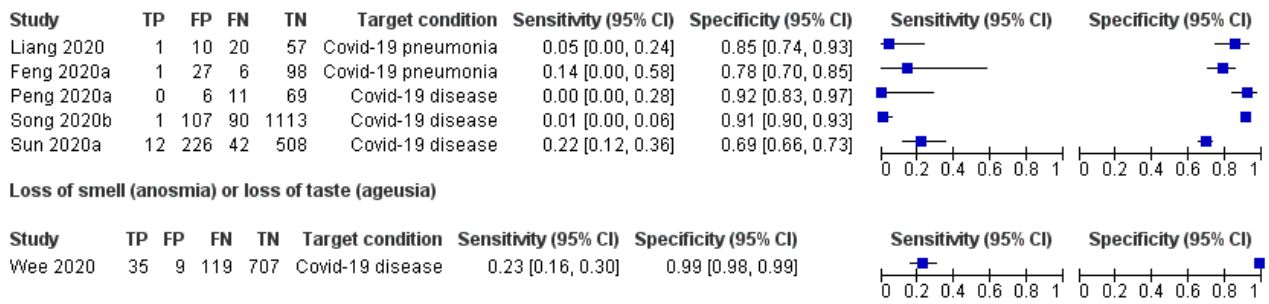 Study TP FP FN TN Target condition Sensitivity (95% CI) Specificity (95% CI) Sensitivity (95% CI) Specificity (95% CI)
Liang 2020 1 10 20 57 Covid-19 pneumonia 0.05 [0.00, 0.24] 0.85 [0.74, 0.93]
Feng 2020a 1 27 6 98 Covid-19 pneumonia 0.14 [0.00, 0.58] 0.78 [0.70, 0.85]
Peng 2020a 0 6 11 69 Covid-19 disease 0.00 [0.00, 0.28] 0.92 [0.83, 0.97]
Song 2020b 1 107 90 1113 Covid-19 disease 0.01 [0.00, 0.06] 0.91 [0.90, 0.93]
Sun 2020a 12 226 42 508 Covid-19 disease 0.22 [0.12, 0.36] 0.69 [0.66, 0.73]
0 0.2 0.4 0.6 0.8 1 0 0.2 0.4 0.6 0.8 1
Loss of smell (anosmia) or loss of taste (ageusia)
Study TP FP FN TN Target condition Sensitivity (95% CI) Specificity (95% CI) Sensitivity (95% CI) Specificity (95% CI)
Wee 2020 35 9 119 707 Covid-19 disease 0.23 [0.16, 0.30] 0.99 [0.98, 0.99]
0 0.2 0.4 0.6 0.8 1 0 0.2 0.4 0.6 0.8 1